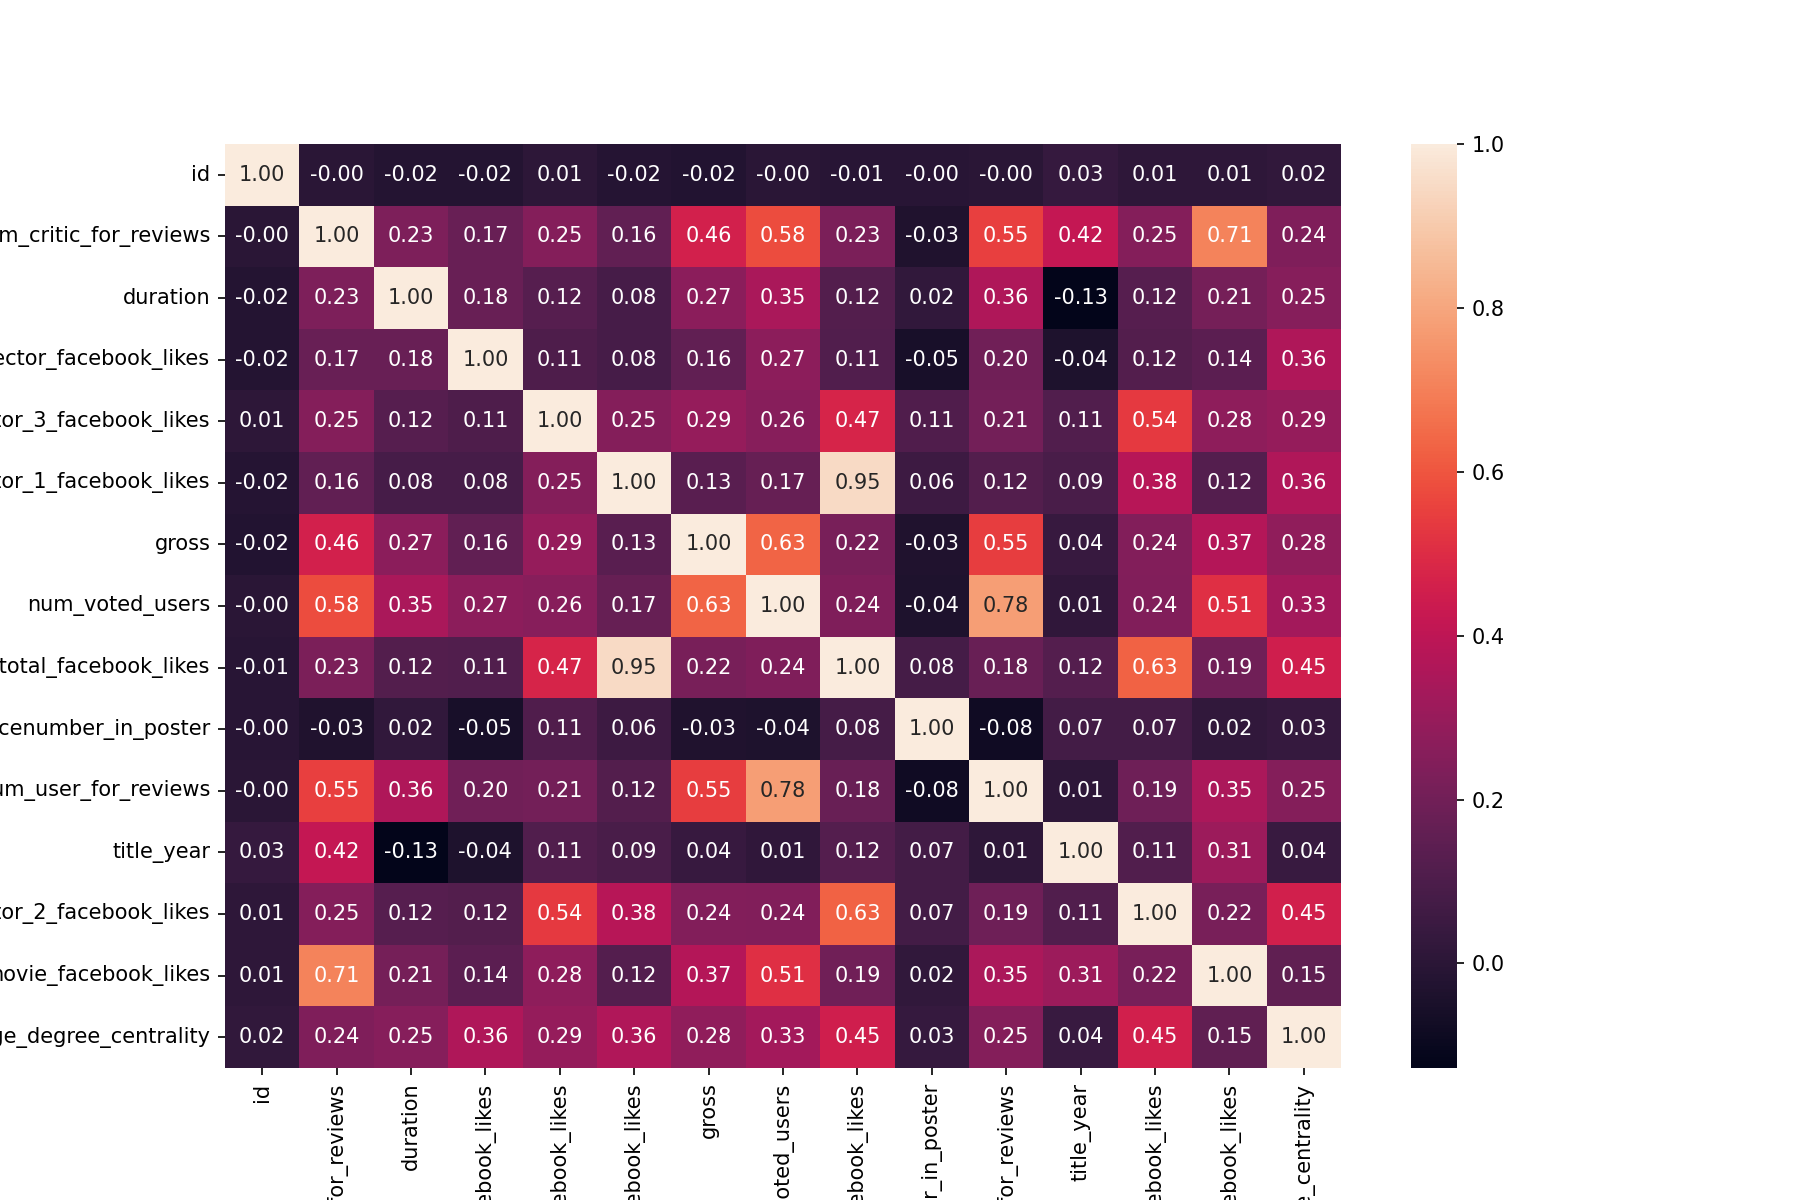 id 1.00 -0.00 -0.02 -0.02 0.01 -0.02 -0.02 -0.00 -0.01 -0.00 -0.00 0.03 0.01 0.01 0.02 1.0
m_critic_for_reviews -0.00 1.00 0.23 0.17 0.25 0.16 0.46 0.58 0.23 -0.03 0.55 0.42 0.25 0.71 0.24
duration -0.02 0.23 1.00 0.18 0.12 0.08 0.27 0.35 0.12 0.02 0.36 -0.13 0.12 0.21 0.25 0.8
ector_facebook_likes -0.02 0.17 0.18 1.00 0.11 0.08 0.16 0.27 0.11 -0.05 0.20 -0.04 0.12 0.14 0.36
tor_3_facebook_likes 0.01 0.25 0.12 0.11 1.00 0.25 0.29 0.26 0.47 0.11 0.21 0.11 0.54 0.28 0.29
tor_1_facebook_likes -0.02 0.16 0.08 0.08 0.25 1.00 0.13 0.17 0.95 0.06 0.12 0.09 0.38 0.12 0.36 0.6
gross -0.02 0.46 0.27 0.16 0.29 0.13 1.00 0.63 0.22 -0.03 0.55 0.04 0.24 0.37 0.28
num_voted_users -0.00 0.58 0.35 0.27 0.26 0.17 0.63 1.00 0.24 -0.04 0.78 0.01 0.24 0.51 0.33 0.4
total_facebook_likes -0.01 0.23 0.12 0.11 0.47 0.95 0.22 0.24 1.00 0.08 0.18 0.12 0.63 0.19 0.45
cenumber_in_poster -0.00 -0.03 0.02 -0.05 0.11 0.06 -0.03 -0.04 0.08 1.00 -0.08 0.07 0.07 0.02 0.03
um_user_for_reviews -0.00 0.55 0.36 0.20 0.21 0.12 0.55 0.78 0.18 -0.08 1.00 0.01 0.19 0.35 0.25 0.2
title_year 0.03 0.42 -0.13 -0.04 0.11 0.09 0.04 0.01 0.12 0.07 0.01 1.00 0.11 0.31 0.04
tor_2_facebook_likes 0.01 0.25 0.12 0.12 0.54 0.38 0.24 0.24 0.63 0.07 0.19 0.11 1.00 0.22 0.45
movie_facebook_likes 0.01 0.71 0.21 0.14 0.28 0.12 0.37 0.51 0.19 0.02 0.35 0.31 0.22 1.00 0.15 0.0
ge_degree_centrality 0.02 0.24 0.25 0.36 0.29 0.36 0.28 0.33 0.45 0.03 0.25 0.04 0.45 0.15 1.00
id
for_reviews
duration
ebook_likes
ebook_likes
ebook_likes
gross
oted_users
ebook_likes
r_in_poster
for_reviews
title_year
ebook_likes
ebook_likes
e_centrality